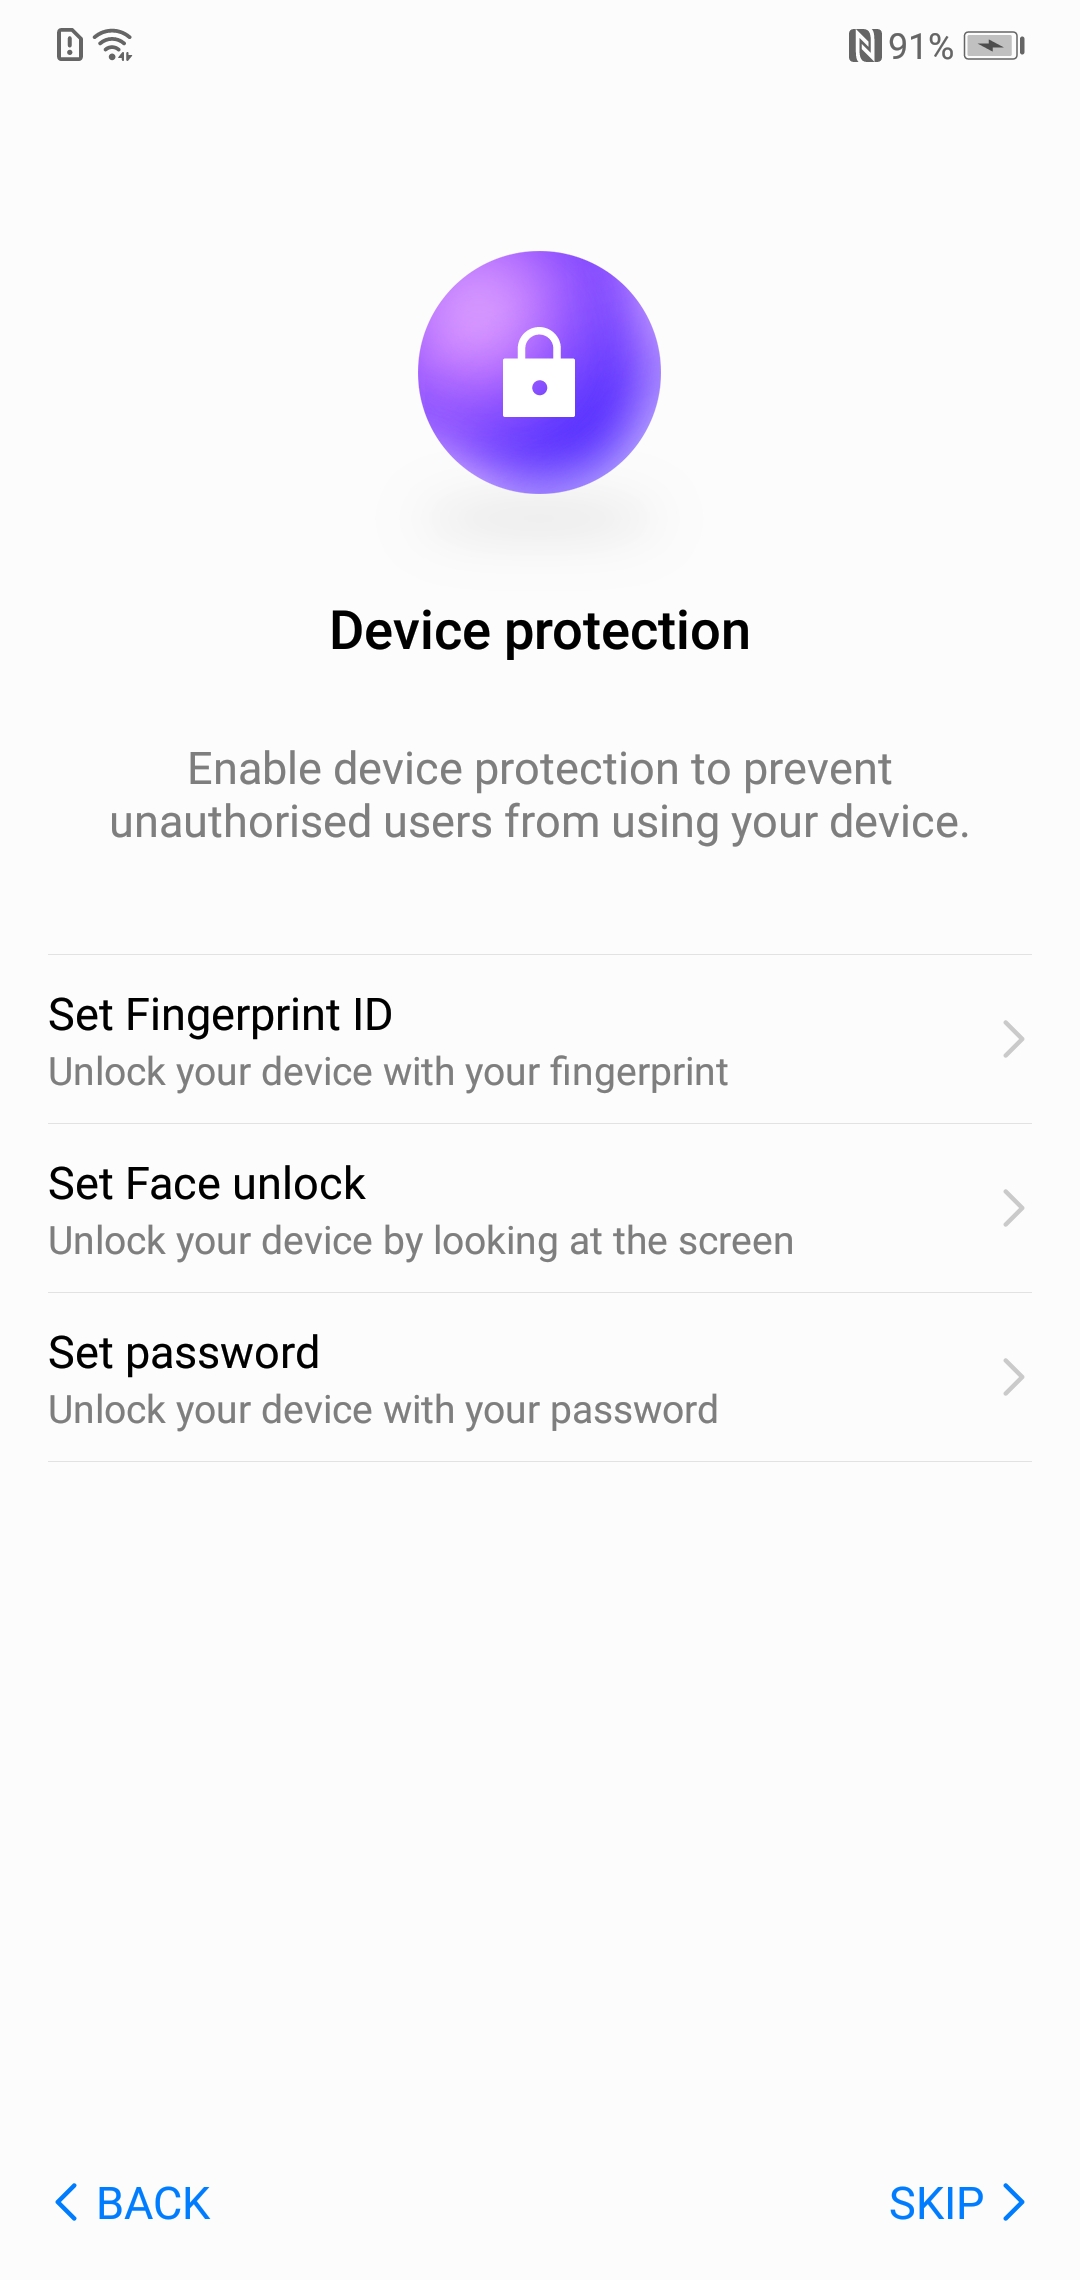 91%
Device protection
Enable device protection to prevent
unauthorised users from using your device.
Set Fingerprint ID
Unlock your device with your fingerprint
Set Face unlock
Unlock your device by looking at the screen
Set password
Unlock your device with your password
BACK
SKIP